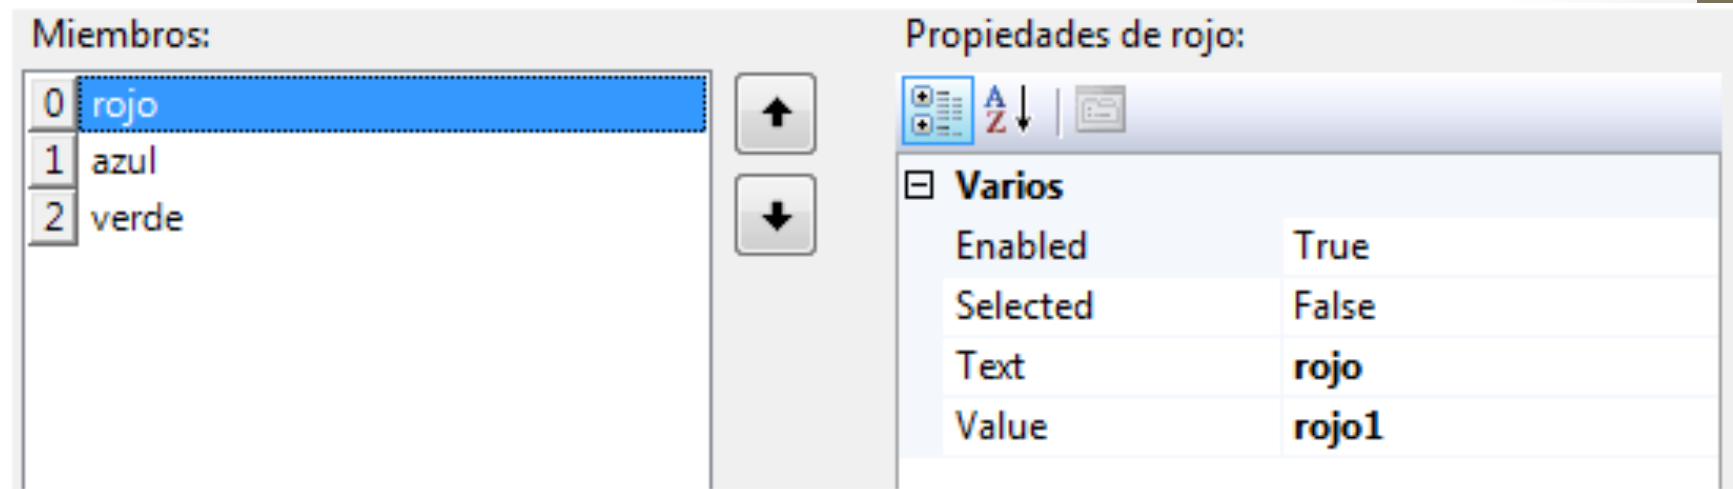 Miembros:
0 rojo
1 azul
2 verde
Propiedades de rojo:
A
Z
Varios
Enabled True
Selected False
Text rojo
Value rojo1